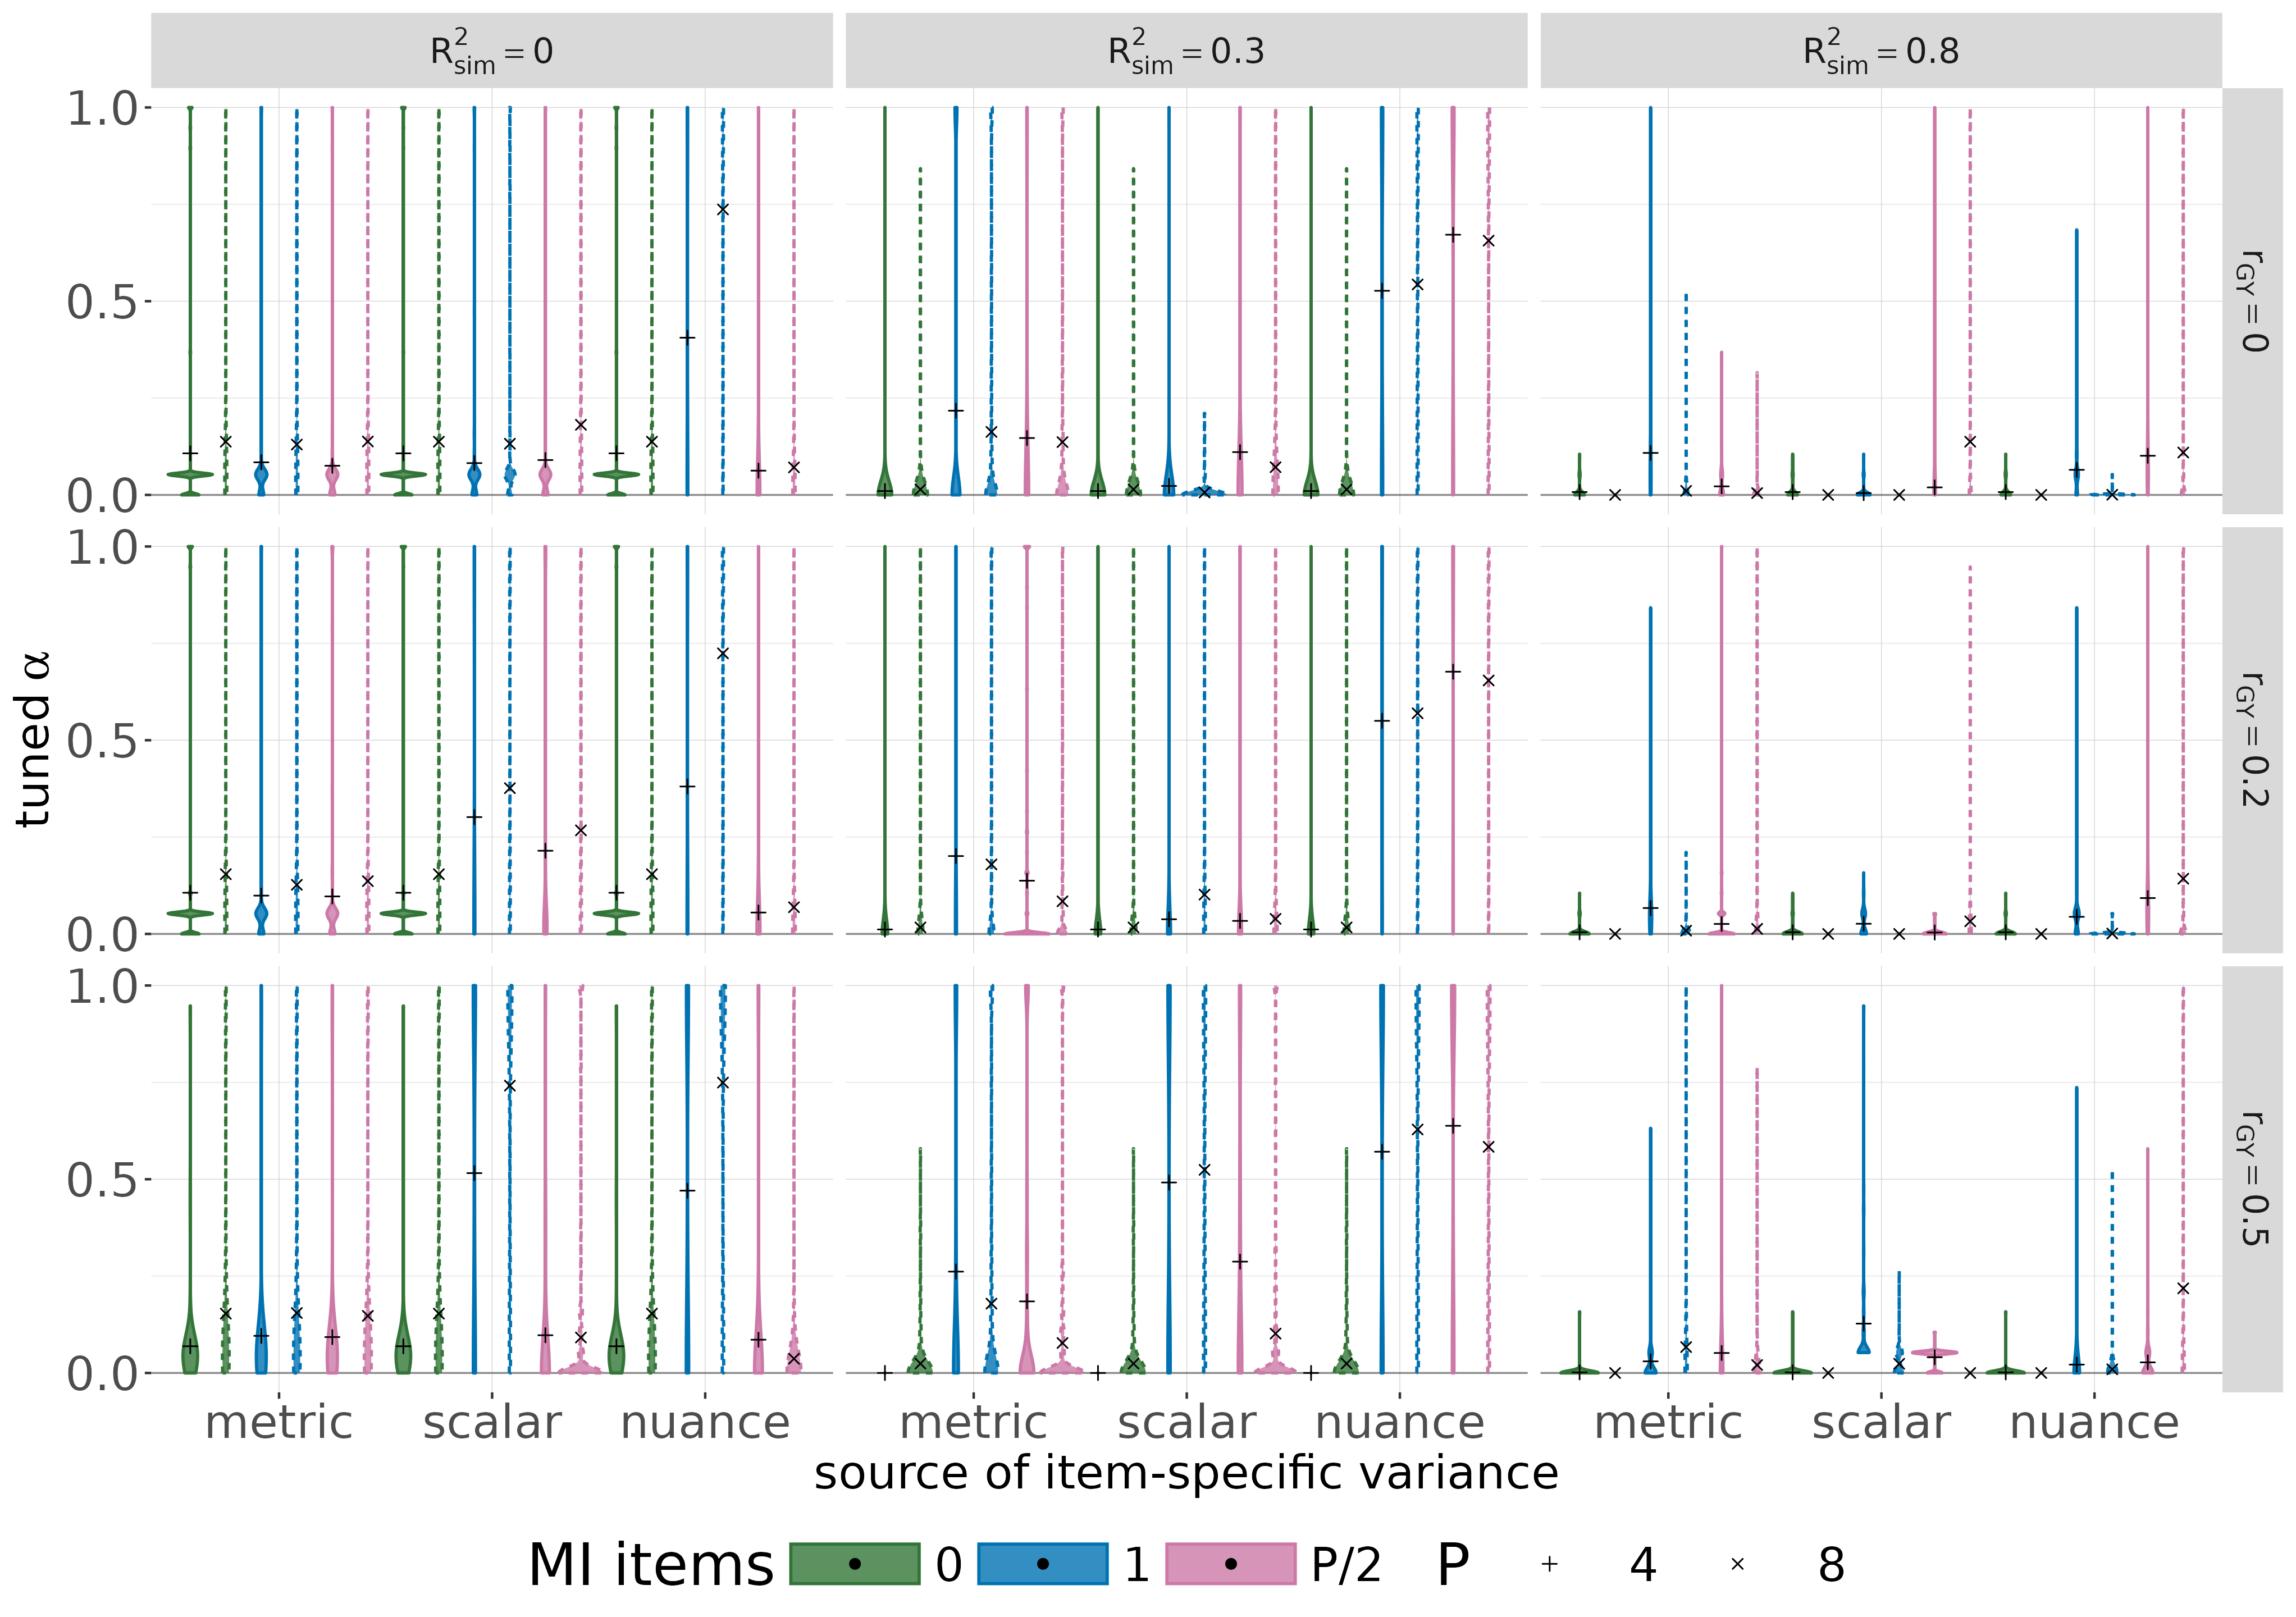 R²sim = 0
R²sim = 0.3
R²sim = 0.8
1.0
0.5
0.0
rGY = 0
1.0
0.5
0.0
rGY = 0.2
1.0
0.5
0.0
rGY = 0.5
tuned α
metric scalar nuance
metric scalar nuance
metric scalar nuance
source of item-specific variance
MI items 0 1 P/2 P 4 8